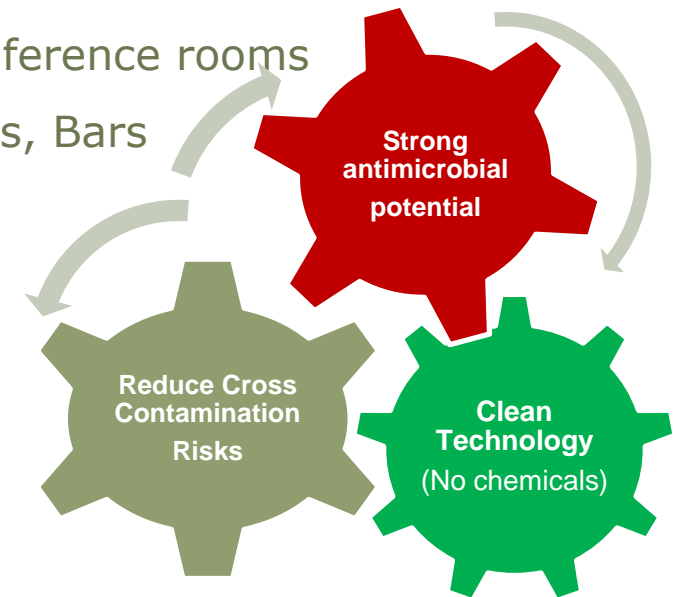 ference rooms
s, Bars
Strong
antimicrobial
potential
Reduce Cross
Contamination
Risks
Clean
Technology
(No chemicals)